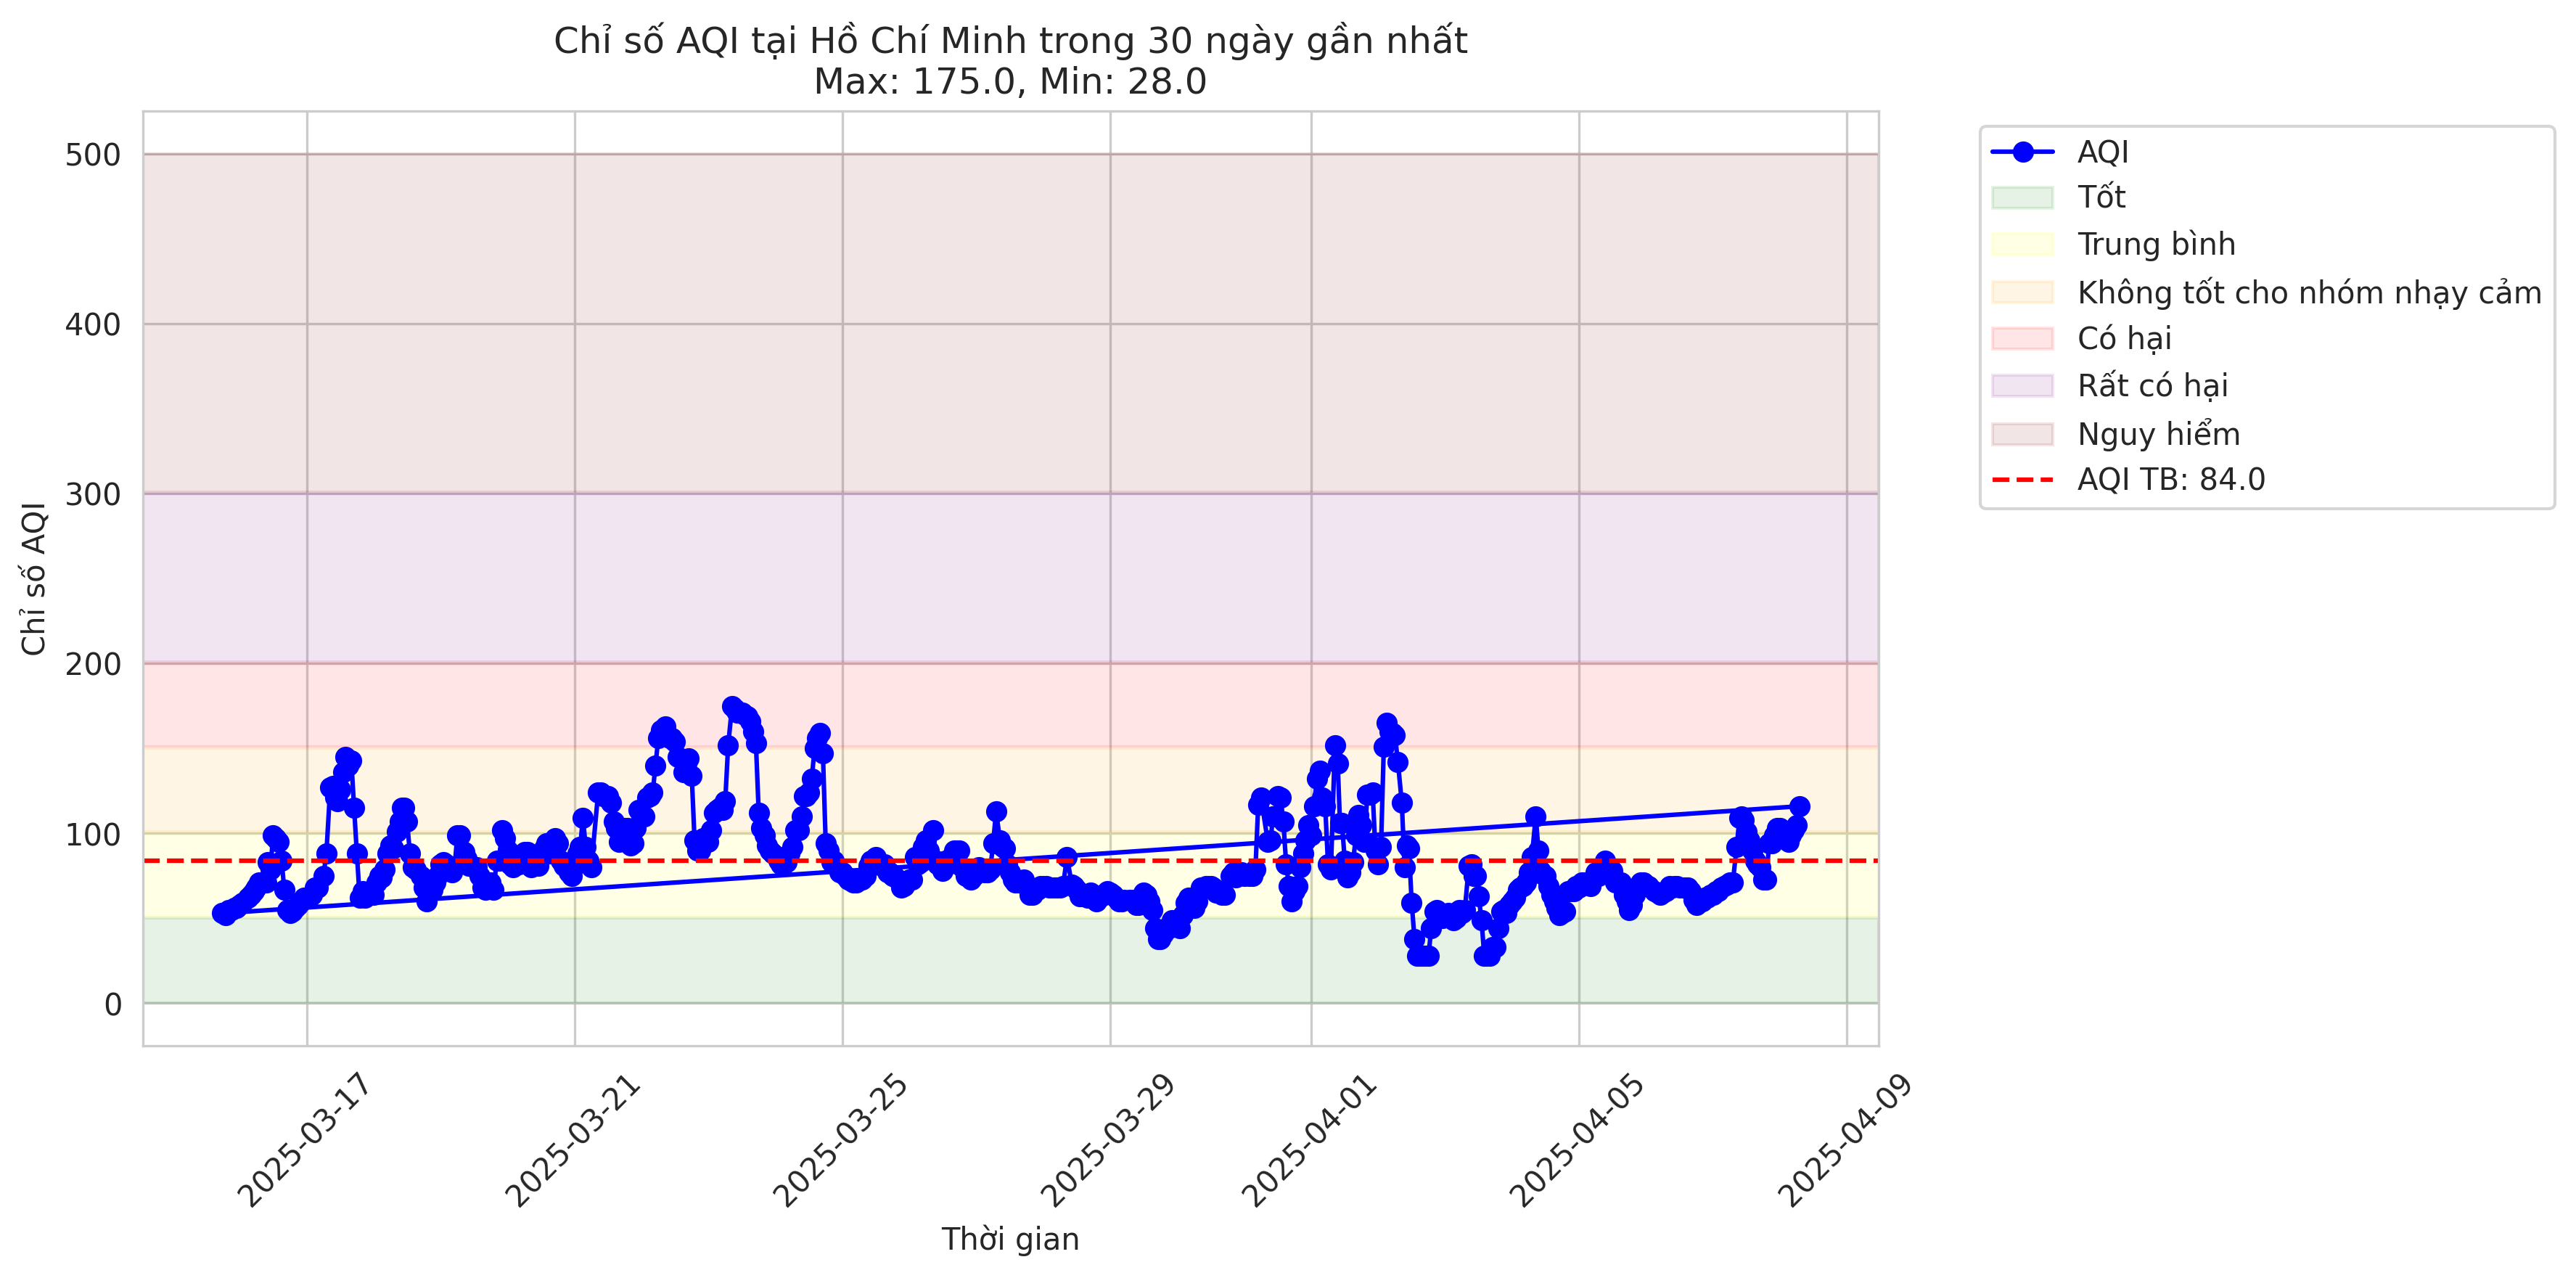 Chỉ số AQI tại Hồ Chí Minh trong 30 ngày gần nhất
Max: 175.0, Min: 28.0
Chỉ số AQI
500
400
300
200
100
0
2025-03-17
2025-03-21
2025-03-25
2025-03-29
2025-04-01
2025-04-05
2025-04-09
Thời gian
AQI
Tốt
Trung bình
Không tốt cho nhóm nhạy cảm
Có hại
Rất có hại
Nguy hiểm
AQI TB: 84.0